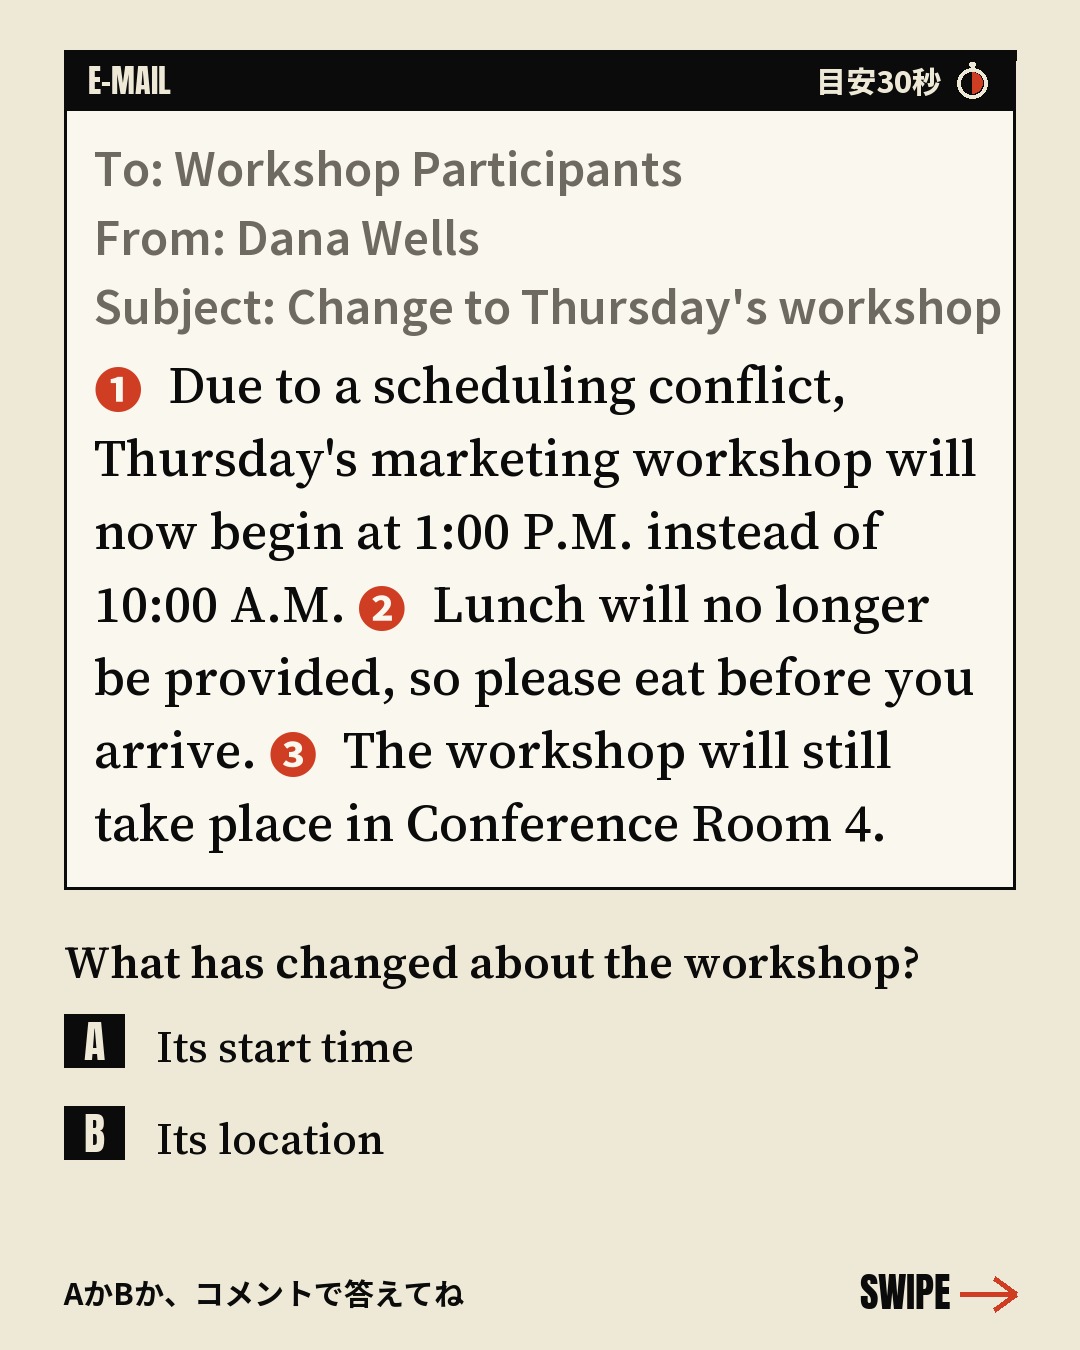 E-MAIL
目安30秒
To: Workshop Participants
From: Dana Wells
Subject: Change to Thursday's workshop
1 Due to a scheduling conflict,
Thursday's marketing workshop will
now begin at 1:00 P.M. instead of
10:00 A.M. 2 Lunch will no longer
be provided, so please eat before you
arrive. 3 The workshop will still
take place in Conference Room 4.
What has changed about the workshop?
A Its start time
B Its location
AかBか、コメントで答えてね
SWIPE